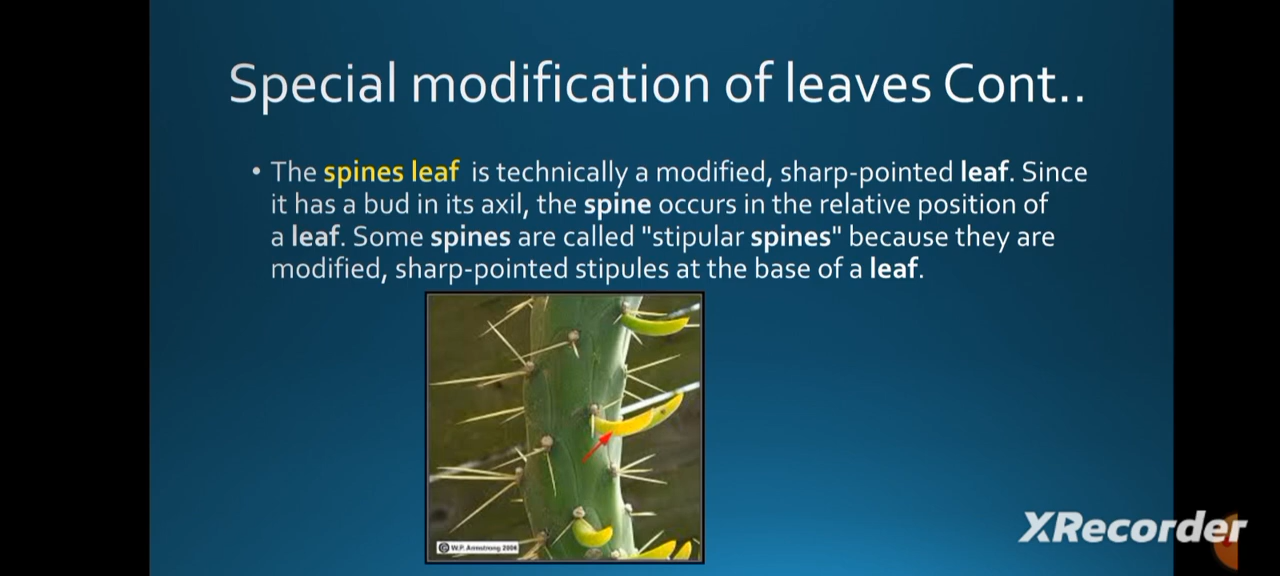 Special modification of leaves Cont..
• The spines leaf is technically a modified, sharp-pointed leaf. Since
it has a bud in its axil, the spine occurs in the relative position of
a leaf. Some spines are called "stipular spines" because they are
modified, sharp-pointed stipules at the base of a leaf.
© W.P. Armstrong 2004
XRecorder